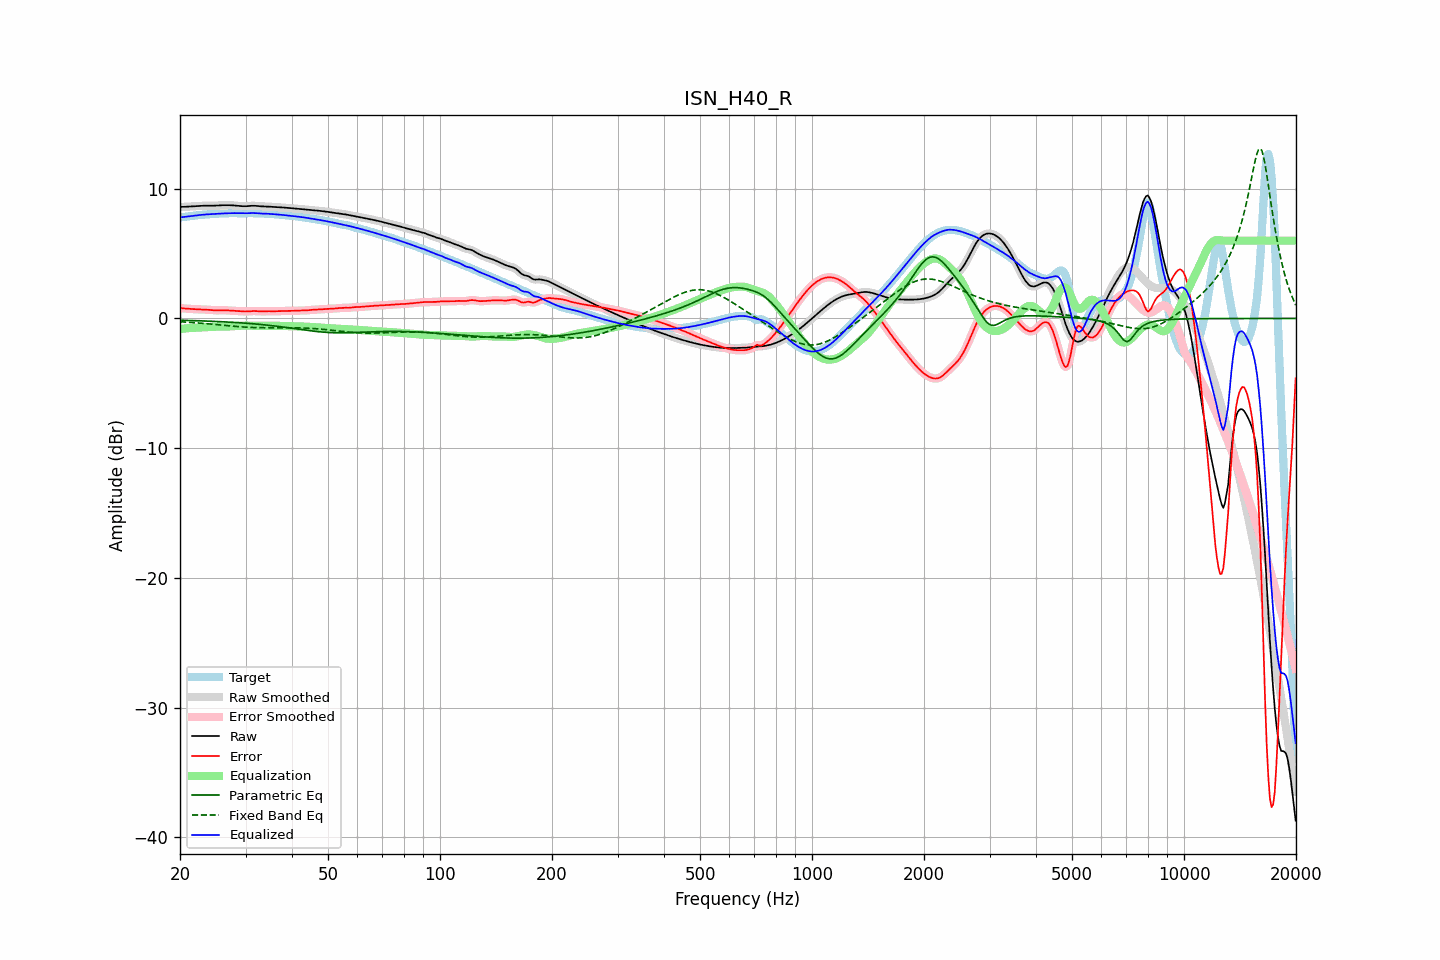 ISN_H40_R
Amplitude (dBr)
10
0
−10
−20
−30
−40
Target
Raw Smoothed
Error Smoothed
Raw
Error
Equalization
Parametric Eq
Fixed Band Eq
Equalized
20 50 100 200 500 1000 2000 5000 10000 20000
Frequency (Hz)